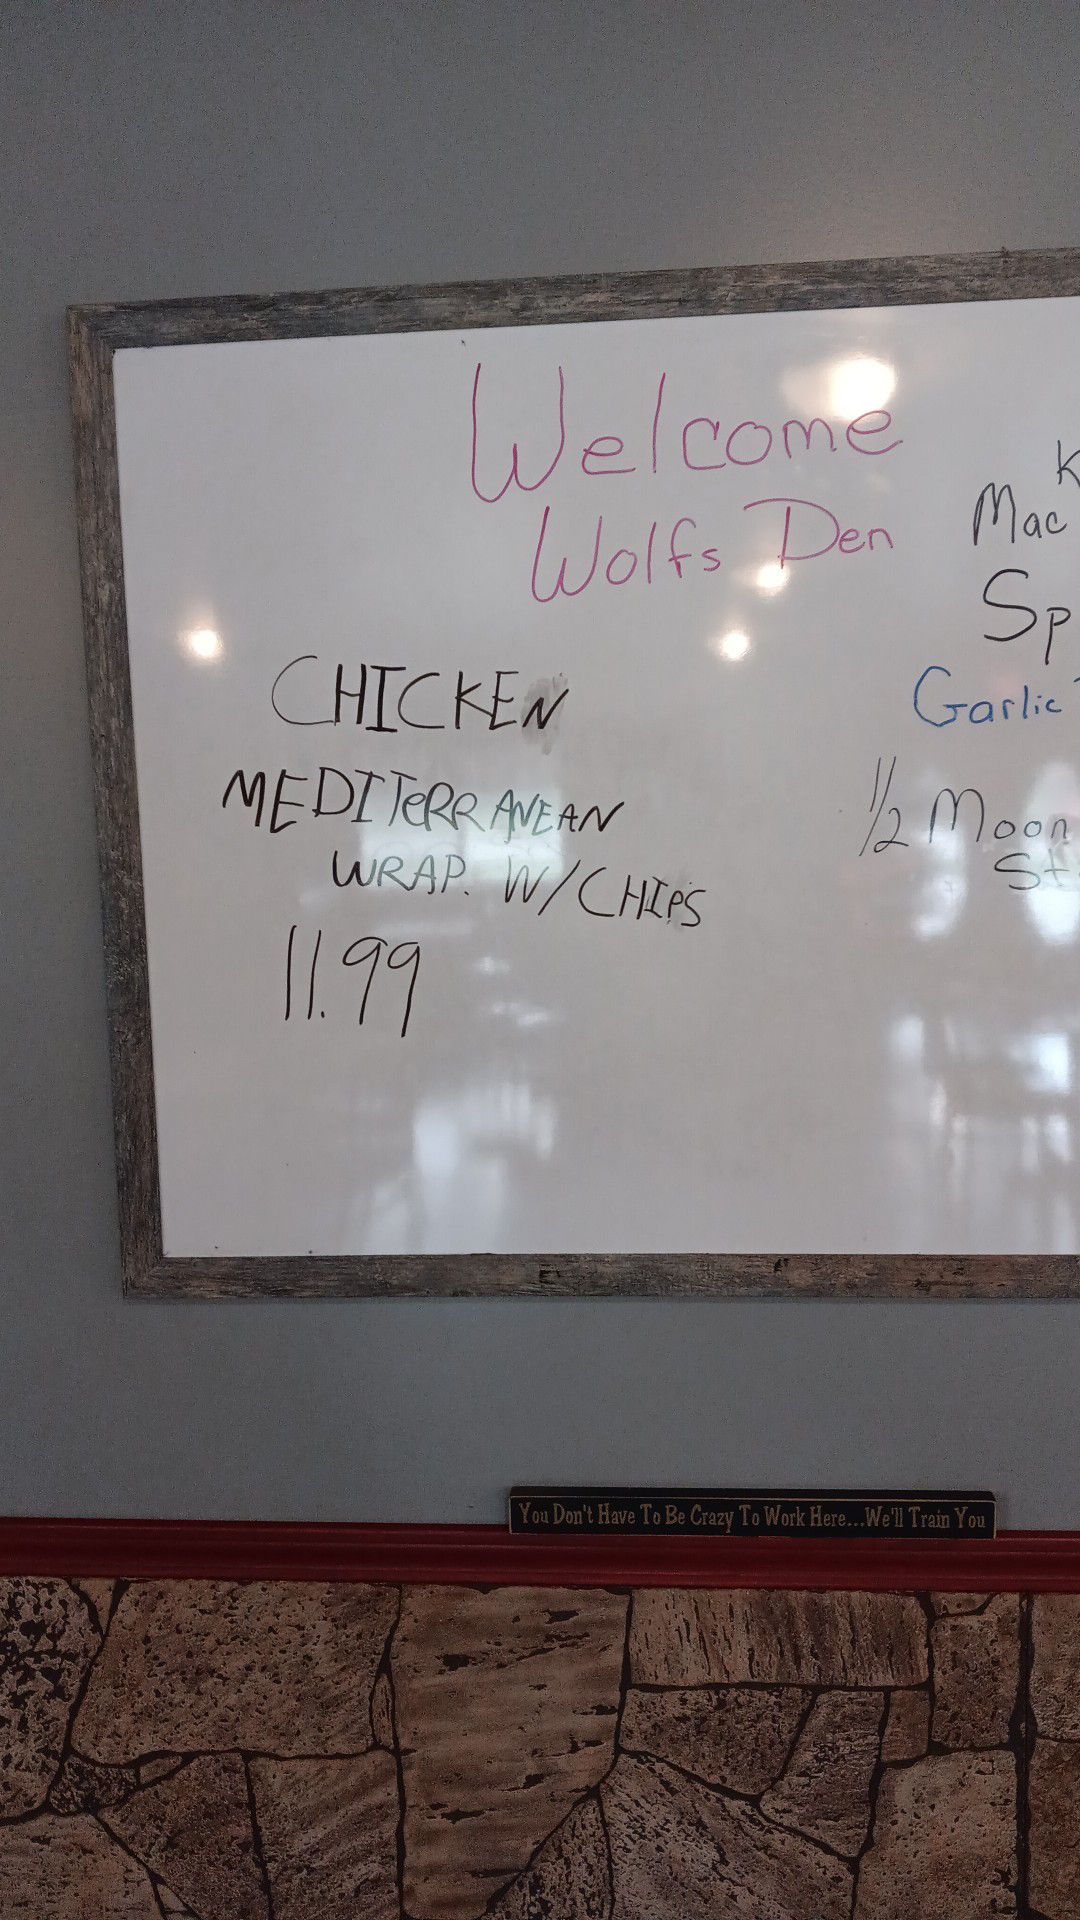 Welcome
Wolfs Den
CHICKEN
MEDITeRRANEAN
WRAP. W/CHIPS
11.99
Mac
Garlic
1/2 Moon
You Don't Have To Be Crazy To Work Here...We'll Train You